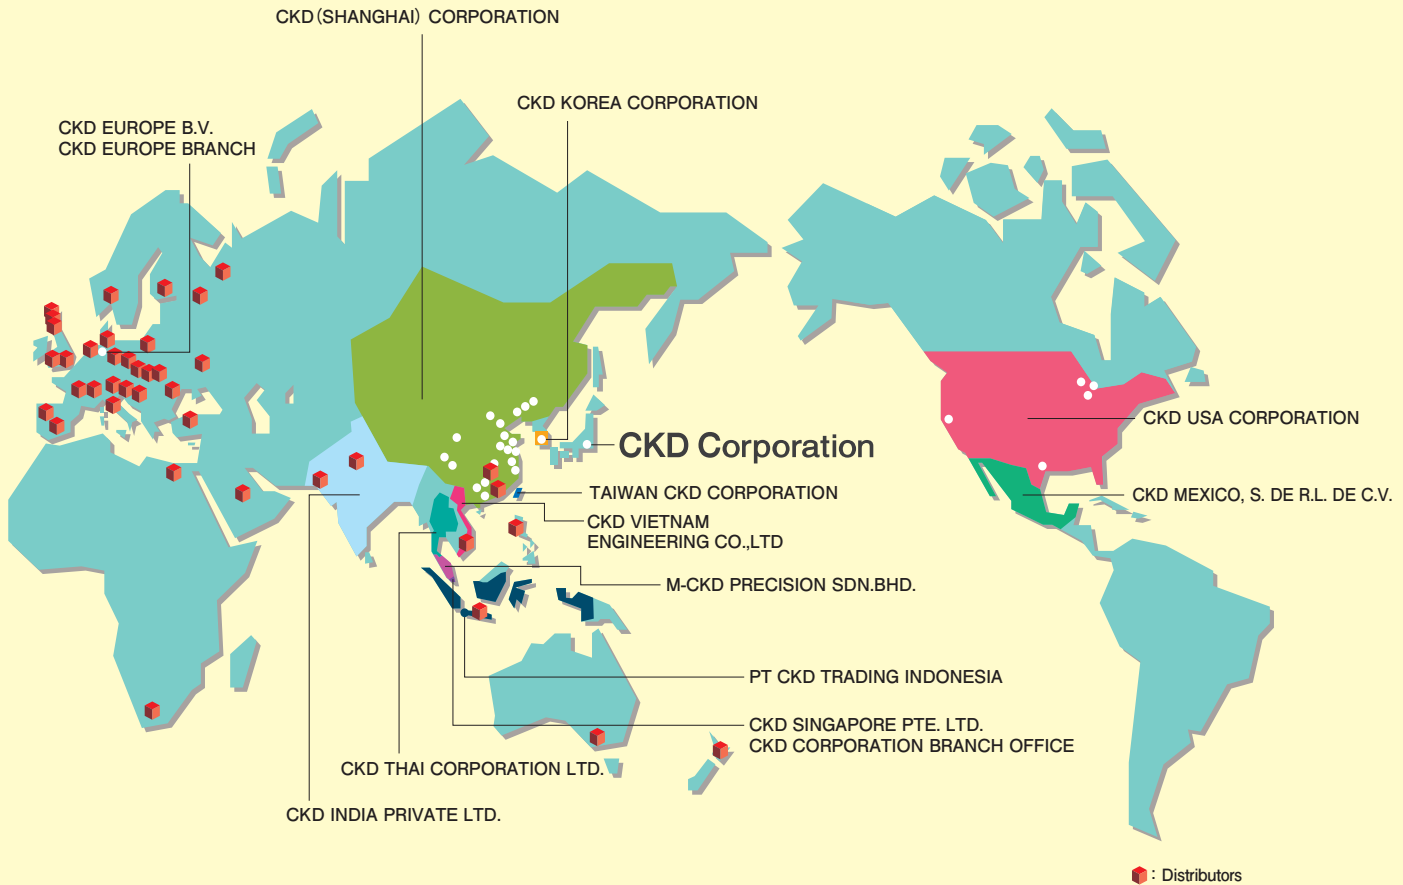 CKD(SHANGHAI) CORPORATION
CKD KOREA CORPORATION
CKD EUROPE B.V.
CKD EUROPE BRANCH
CKD USA CORPORATION
CKD Corporation
TAIWAN CKD CORPORATION
CKD MEXICO, S. DE R.L. DE C.V.
CKD VIETNAM
ENGINEERING CO.,LTD
M-CKD PRECISION SDN.BHD.
PT CKD TRADING INDONESIA
CKD SINGAPORE PTE. LTD.
CKD CORPORATION BRANCH OFFICE
CKD THAI CORPORATION LTD.
CKD INDIA PRIVATE LTD.
: Distributors